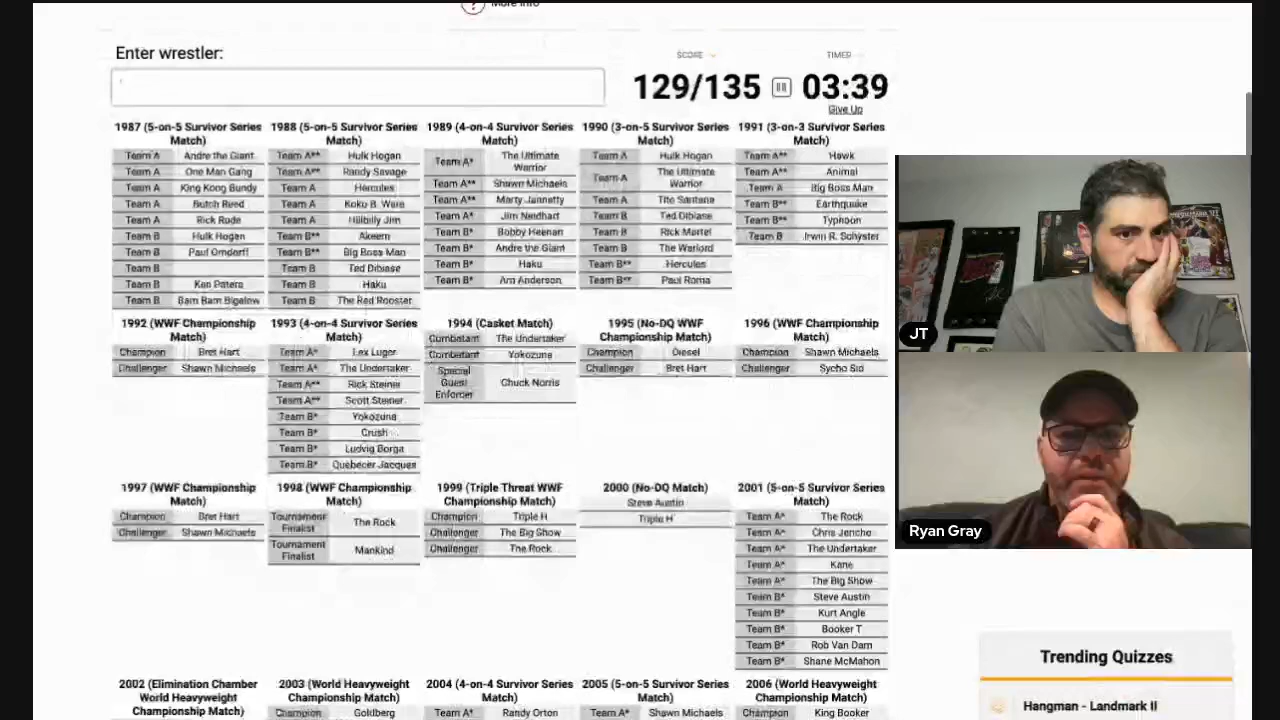 More Info
Enter wrestler:
SCORE
TIMER
129/135
03:39
Give Up
1987 (5-on-5 Survivor Series Match)
Team A Andre the Giant
Team A One Man Gang
Team A King Kong Bundy
Team A Butch Reed
Team A Rick Rude
Team B Hulk Hogan
Team B Paul Orndorff
Team B
Team B Ken Patera
Team B Bam Bam Bigelow
1988 (5-on-5 Survivor Series Match)
Team A** Hulk Hogan
Team A** Randy Savage
Team A Hercules
Team A Koko B. Ware
Team A Hillbilly Jim
Team B** Akeem
Team B** Big Boss Man
Team B Ted Dibiase
Team B Haku
Team B The Red Rooster
1989 (4-on-4 Survivor Series Match)
Team A* The Ultimate Warrior
Team A** Shawn Michaels
Team A** Marty Jannetty
Team A* Jim Neidhart
Team B* Bobby Heenan
Team B* Andre the Giant
Team B* Haku
Team B* Arn Anderson
1990 (3-on-5 Survivor Series Match)
Team A Hulk Hogan
Team A The Ultimate Warrior
Team A Tito Santana
Team B Ted Dibiase
Team B Rick Martel
Team B The Warlord
Team B** Hercules
Team B** Paul Roma
1991 (3-on-3 Survivor Series Match)
Team A** Hawk
Team A** Animal
Team A Big Boss Man
Team B** Earthquake
Team B** Typhoon
Team B Irwin R. Schyster
1992 (WWF Championship Match)
Champion Bret Hart
Challenger Shawn Michaels
1993 (4-on-4 Survivor Series Match)
Team A* Lex Luger
Team A* The Undertaker
Team A** Rick Steiner
Team A** Scott Steiner
Team B* Yokozuna
Team B* Crush
Team B* Ludvig Borga
Team B* Quebecer Jacques
1994 (Casket Match)
Combatant The Undertaker
Combatant Yokozuna
Special Guest Enforcer Chuck Norris
1995 (No-DQ WWF Championship Match)
Champion Diesel
Challenger Bret Hart
1996 (WWF Championship Match)
Champion Shawn Michaels
Challenger Sycho Sid
1997 (WWF Championship Match)
Champion Bret Hart
Challenger Shawn Michaels
1998 (WWF Championship Match)
Tournament Finalist The Rock
Tournament Finalist Mankind
1999 (Triple Threat WWF Championship Match)
Champion Triple H
Challenger The Big Show
Challenger The Rock
2000 (No-DQ Match)
Steve Austin
Triple H
2001 (5-on-5 Survivor Series Match)
Team A* The Rock
Team A* Chris Jericho
Team A* The Undertaker
Team A* Kane
Team A* The Big Show
Team B* Steve Austin
Team B* Kurt Angle
Team B* Booker T
Team B* Rob Van Dam
Team B* Shane McMahon
2002 (Elimination Chamber World Heavyweight Championship Match)
2003 (World Heavyweight Championship Match)
Champion Goldberg
2004 (4-on-4 Survivor Series Match)
Team A* Randy Orton
2005 (5-on-5 Survivor Series Match)
Team A* Shawn Michaels
2006 (World Heavyweight Championship Match)
Champion King Booker
JT
Ryan Gray
Trending Quizzes
Hangman - Landmark II